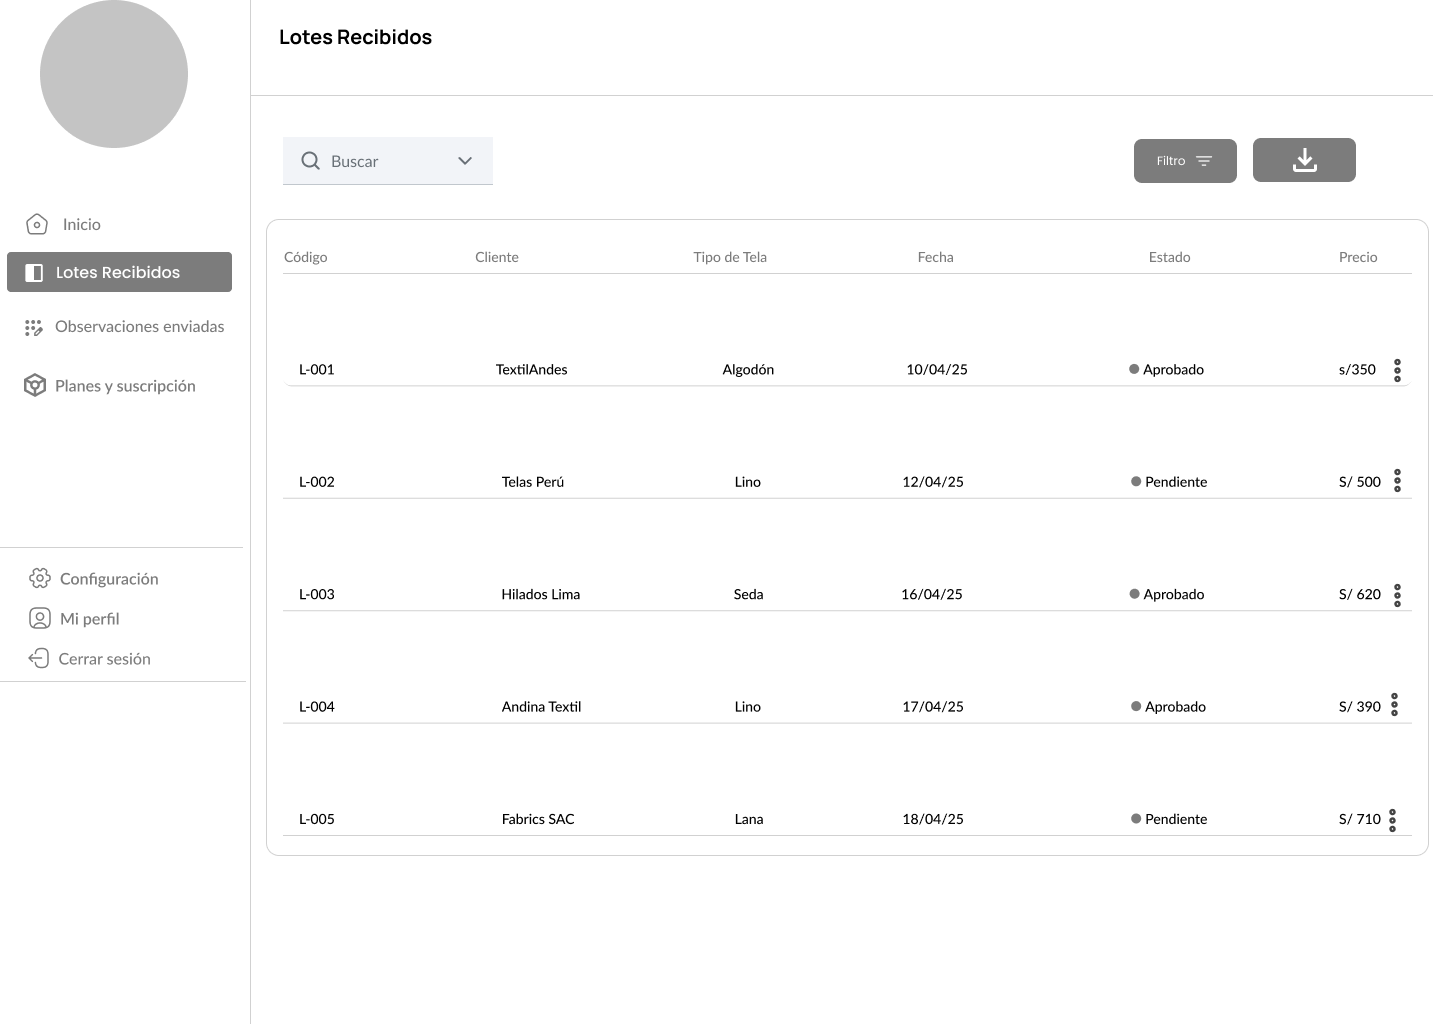 Lotes Recibidos
Buscar
Filtro
Inicio
Lotes Recibidos
Observaciones enviadas
Planes y suscripción
Configuración
Mi perfil
Cerrar sesión
Código Cliente Tipo de Tela Fecha Estado Precio
L-001 TextilAndes Algodón 10/04/25 Aprobado s/350
L-002 Telas Perú Lino 12/04/25 Pendiente S/ 500
L-003 Hilados Lima Seda 16/04/25 Aprobado S/ 620
L-004 Andina Textil Lino 17/04/25 Aprobado S/ 390
L-005 Fabrics SAC Lana 18/04/25 Pendiente S/ 710